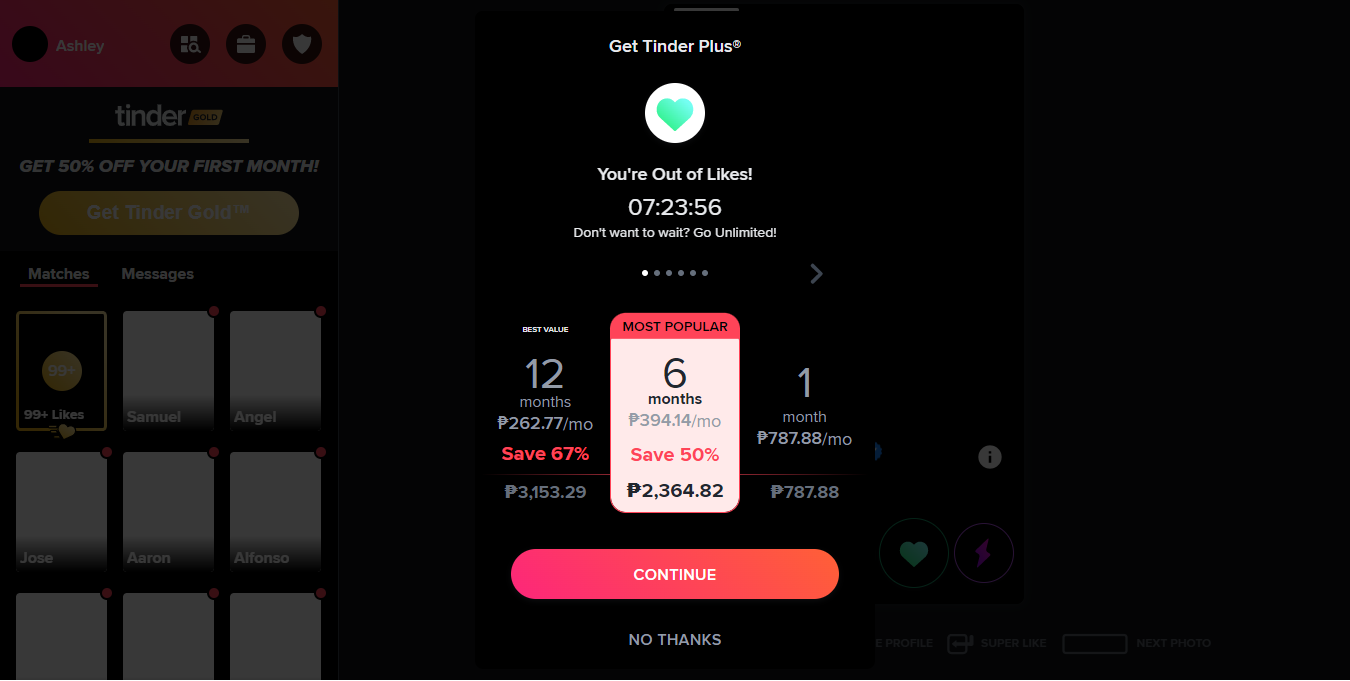 Ashley
tinder GOLD
GET 50% OFF YOUR FIRST MONTH!
Get Tinder Gold™
Matches Messages
99+
99+ Likes
Samuel
Angel
Jose
Aaron
Alfonso
Get Tinder Plus®
You're Out of Likes!
07:23:56
Don't want to wait? Go Unlimited!
BEST VALUE
12
months
₱262.77/mo
Save 67%
₱3,153.29
MOST POPULAR
6
months
₱394.14/mo
Save 50%
₱2,364.82
1
month
₱787.88/mo
₱787.88
CONTINUE
NO THANKS
PROFILE
SUPER LIKE
NEXT PHOTO